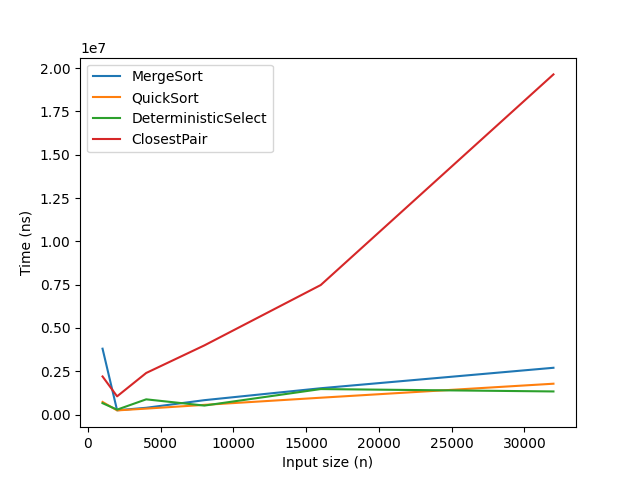 1e7
2.00
1.75
1.50
1.25
1.00
0.75
0.50
0.25
0.00
Time (ns)
MergeSort
QuickSort
DeterministicSelect
ClosestPair
0 5000 10000 15000 20000 25000 30000
Input size (n)